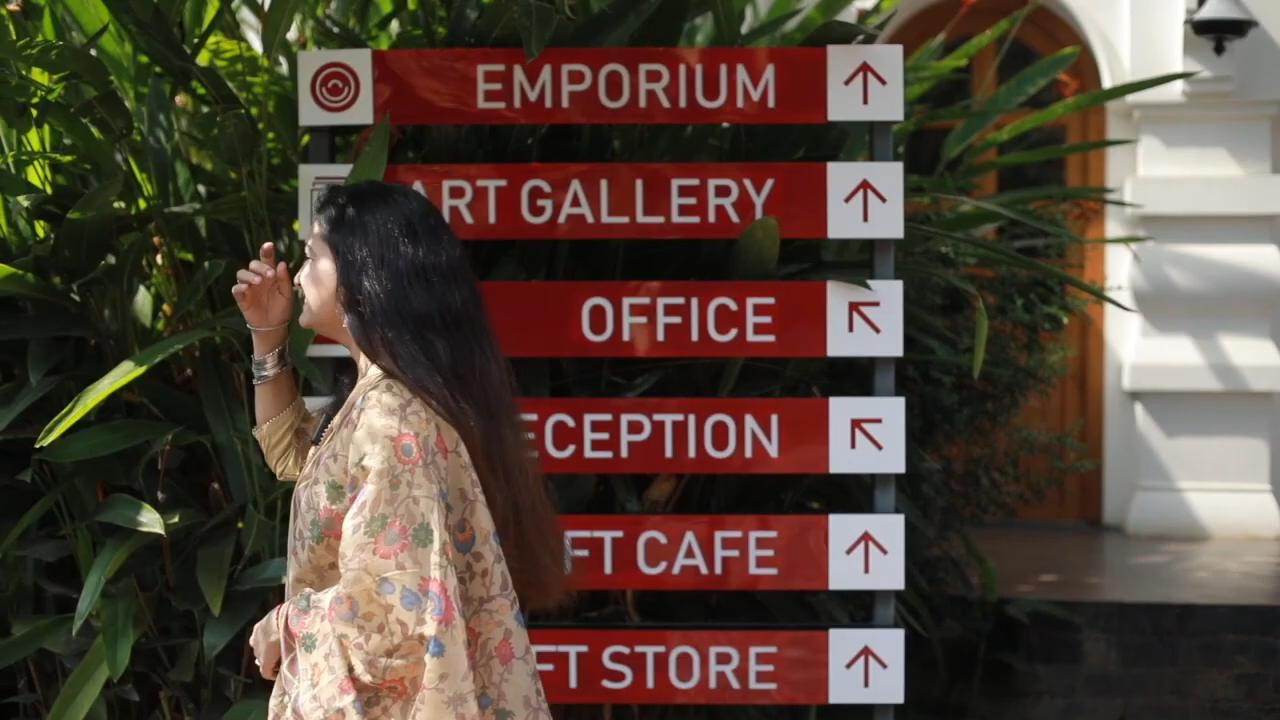 EMPORIUM
ART GALLERY
OFFICE
ECEPTION
FT CAFE
FT STORE